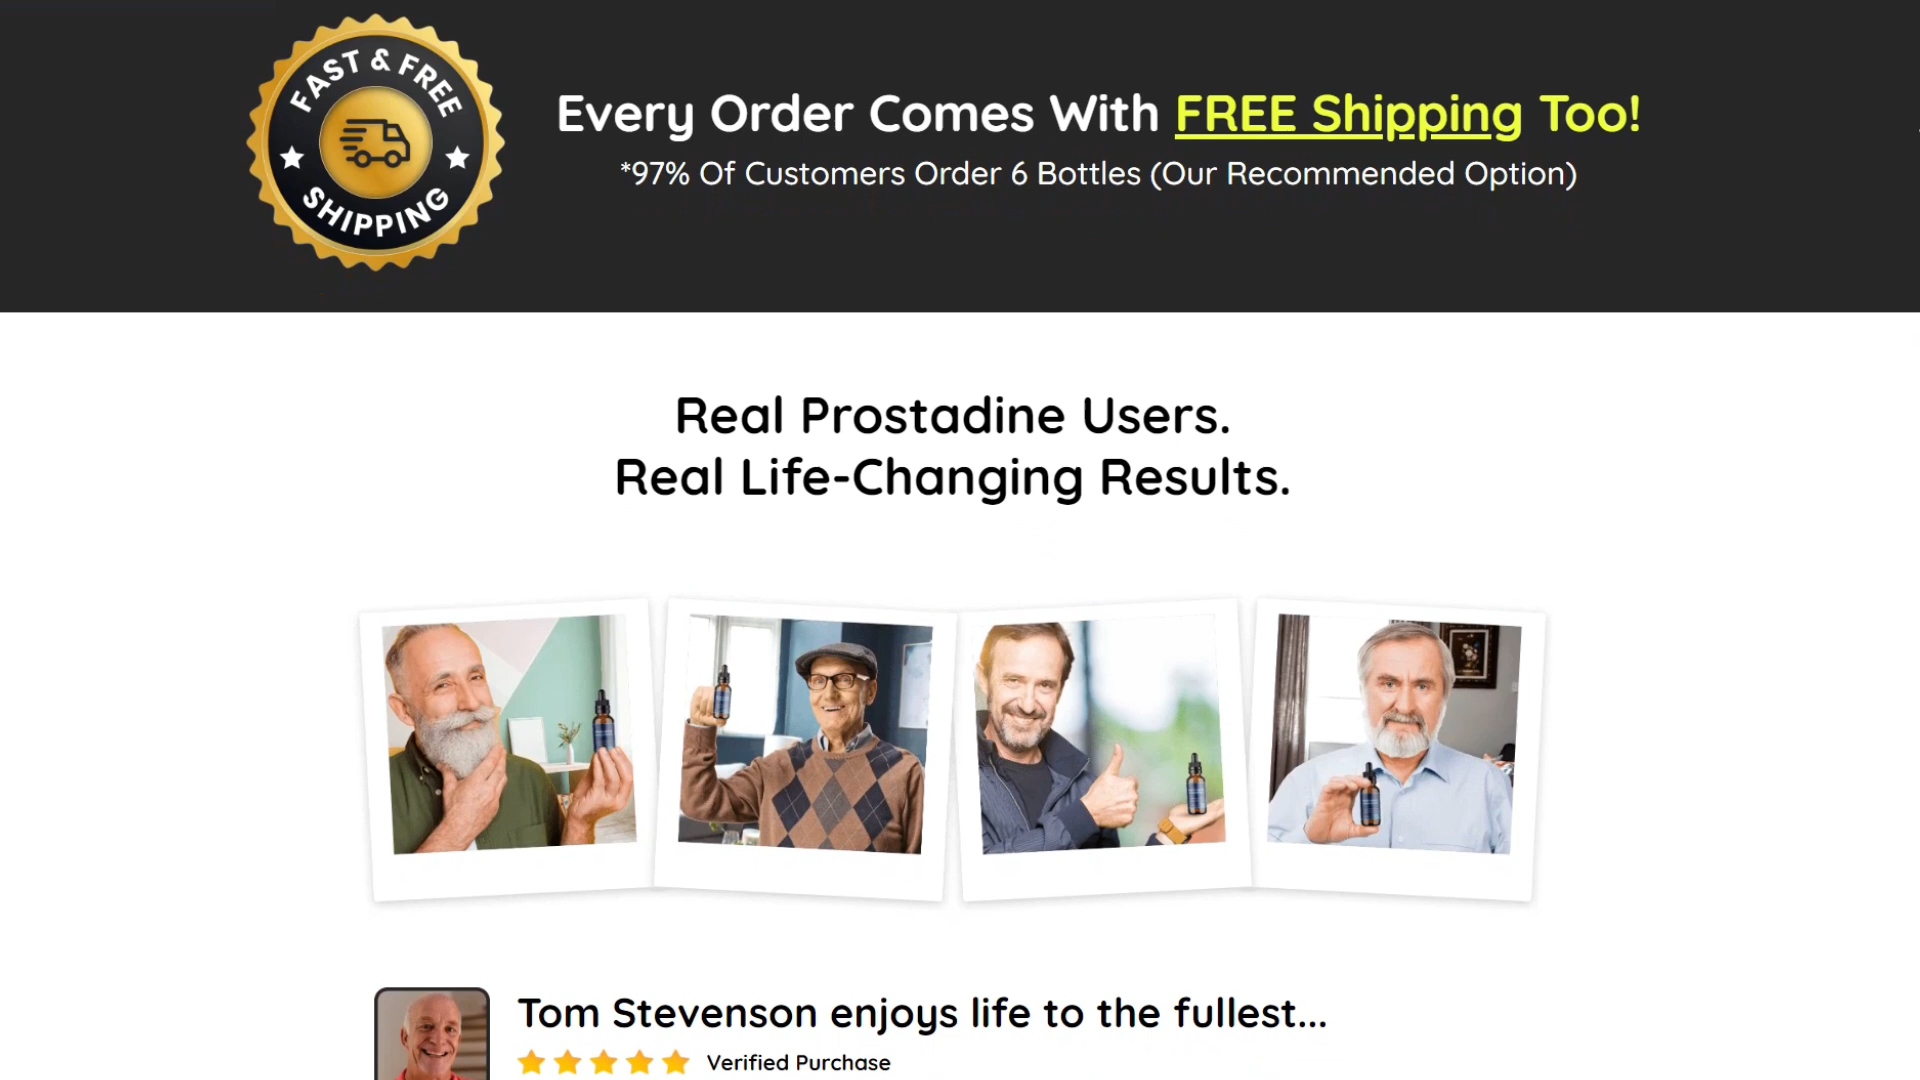 FAST & FREE
SHIPPING
Every Order Comes With FREE Shipping Too!
*97% Of Customers Order 6 Bottles (Our Recommended Option)
Real Prostadine Users.
Real Life-Changing Results.
Tom Stevenson enjoys life to the fullest...
Verified Purchase